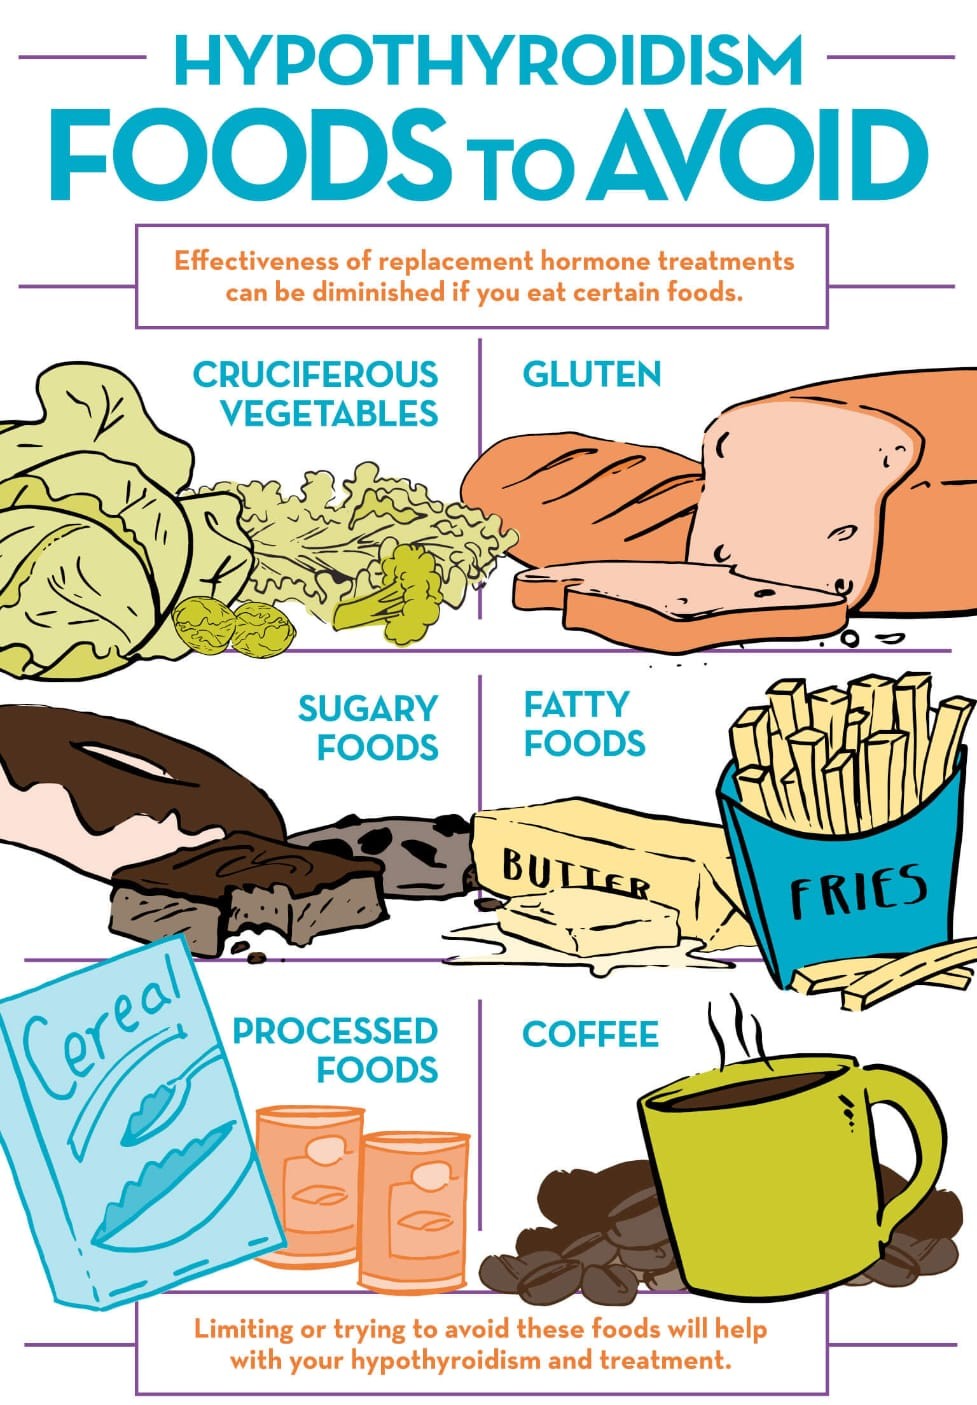 HYPOTHYROIDISM
FOODS TO AVOID
Effectiveness of replacement hormone treatments
can be diminished if you eat certain foods.
CRUCIFEROUS
VEGETABLES
GLUTEN
SUGARY
FOODS
FATTY
FOODS
BUTTER
FRIES
Cereal
PROCESSED
FOODS
COFFEE
Limiting or trying to avoid these foods will help
with your hypothyroidism and treatment.